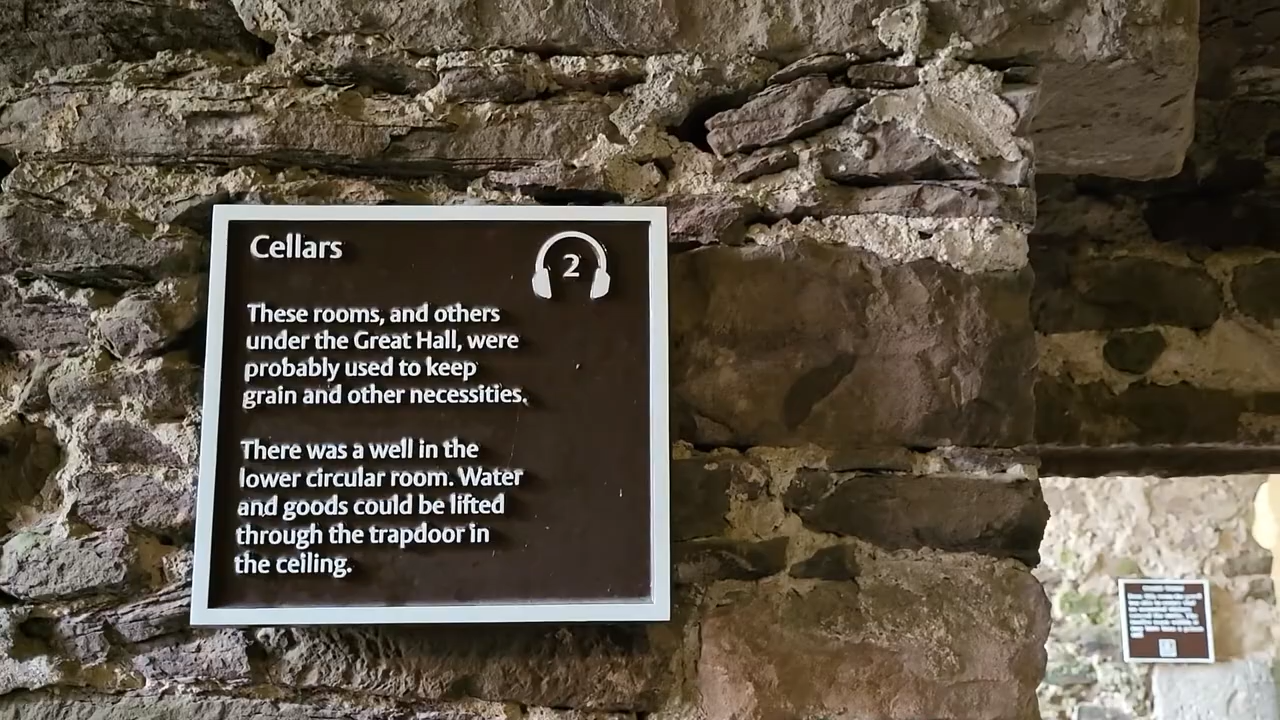 Cellars
2
These rooms, and others
under the Great Hall, were
probably used to keep
grain and other necessities.
There was a well in the
lower circular room. Water
and goods could be lifted
through the trapdoor in
the ceiling.